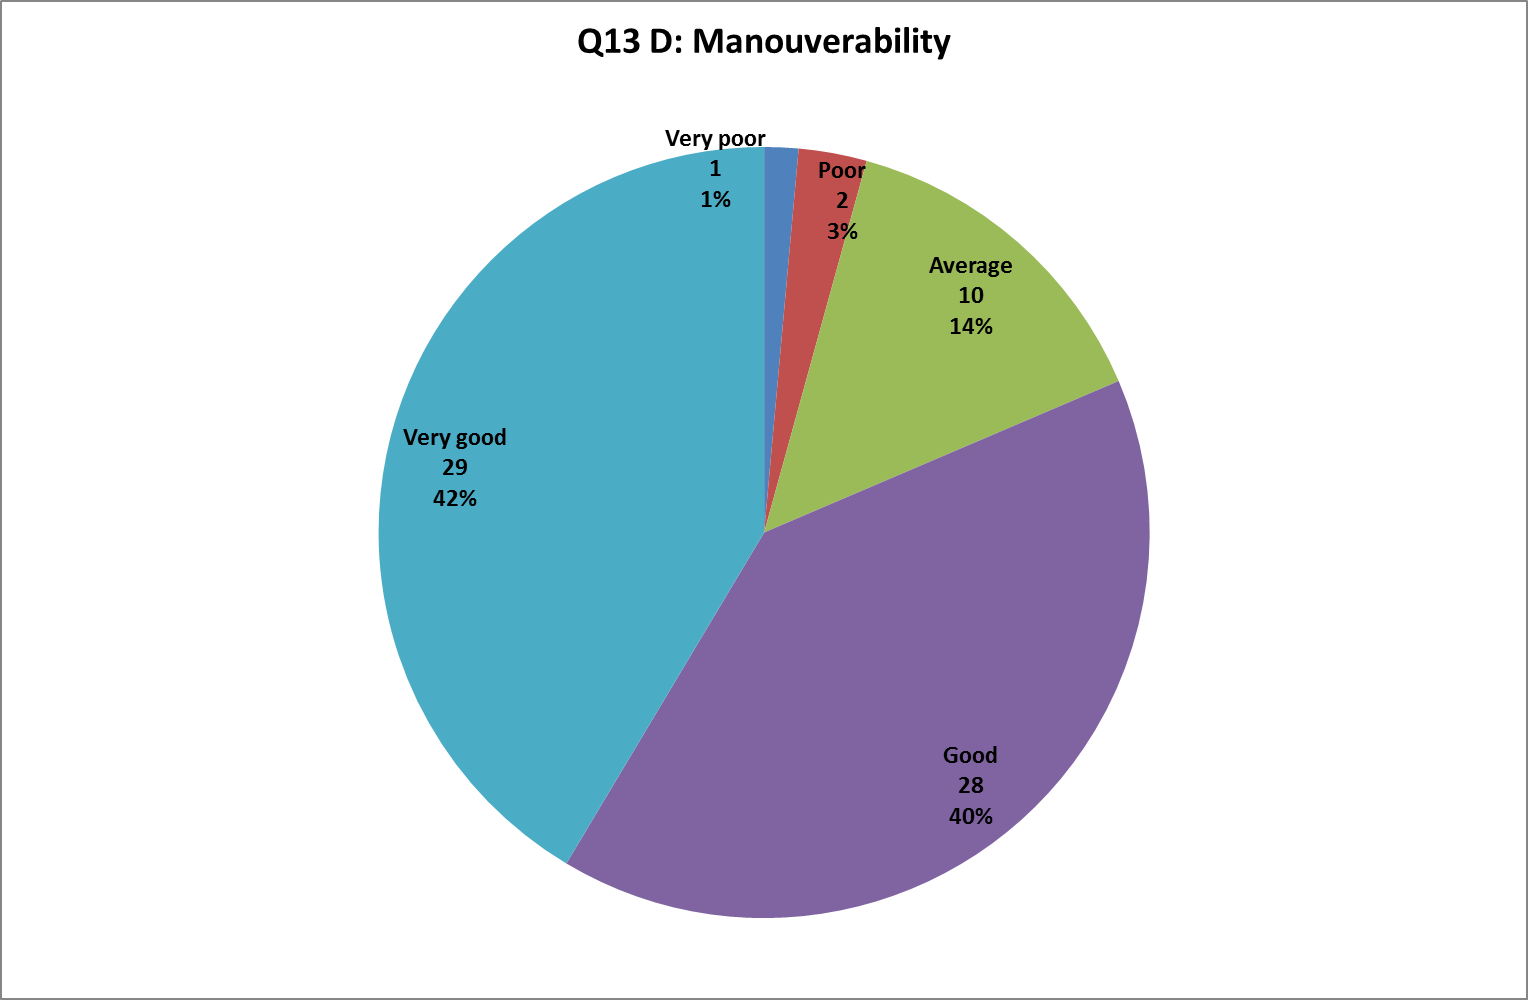 Q13 D: Manouverability
Very poor
1
1%
Poor
2
3%
Average
10
14%
Good
28
40%
Very good
29
42%